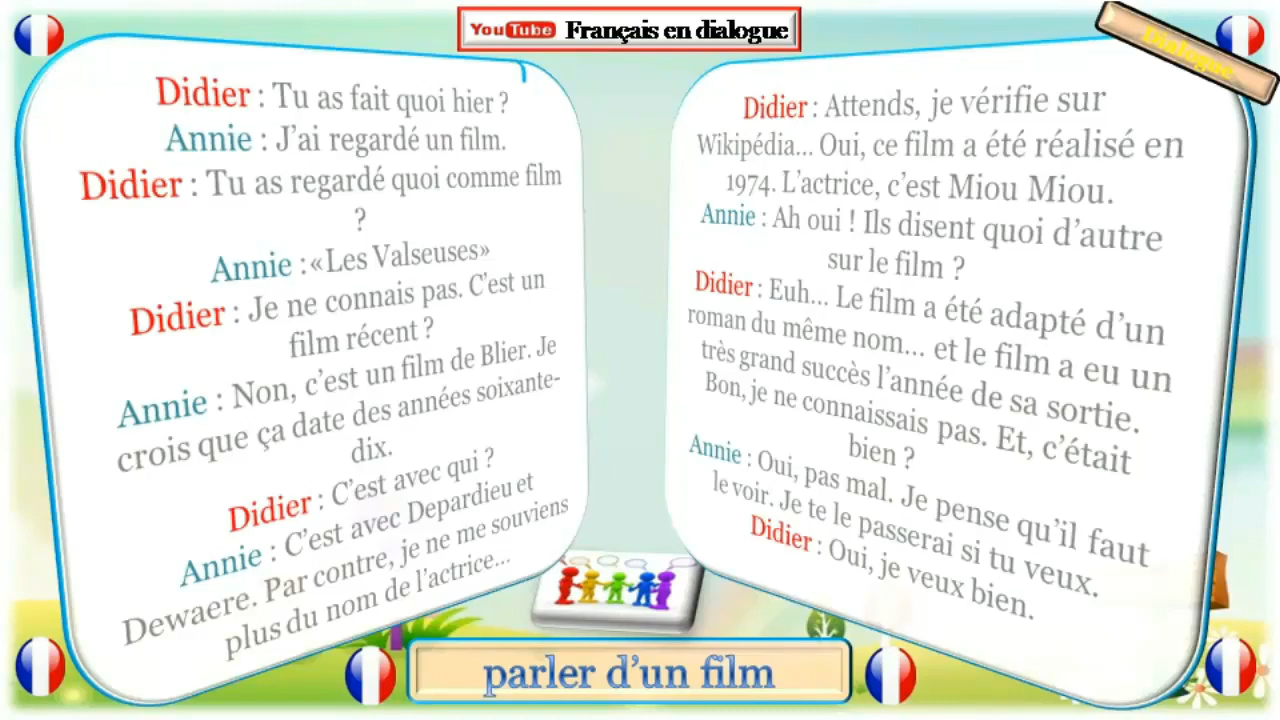 YouTube Français en dialogue
Dialogue
Didier : Tu as fait quoi hier ?
Annie : J’ai regardé un film.
Didier : Tu as regardé quoi comme film
?
Annie :«Les Valseuses»
Didier : Je ne connais pas. C’est un
film récent ?
Annie : Non, c’est un film de Blier. Je
crois que ça date des années soixante-
dix.
Didier : C’est avec qui ?
Annie : C’est avec Depardieu et
Dewaere. Par contre, je ne me souviens
plus du nom de l’actrice...
Didier : Attends, je vérifie sur
Wikipédia... Oui, ce film a été réalisé en
1974. L’actrice, c’est Miou Miou.
Annie : Ah oui ! Ils disent quoi d’autre
sur le film ?
Didier : Euh... Le film a été adapté d’un
roman du même nom... et le film a eu un
très grand succès l’année de sa sortie.
Bon, je ne connaissais pas. Et, c’était
bien ?
Annie : Oui, pas mal. Je pense qu’il faut
le voir. Je te le passerai si tu veux.
Didier : Oui, je veux bien.
parler d’un film